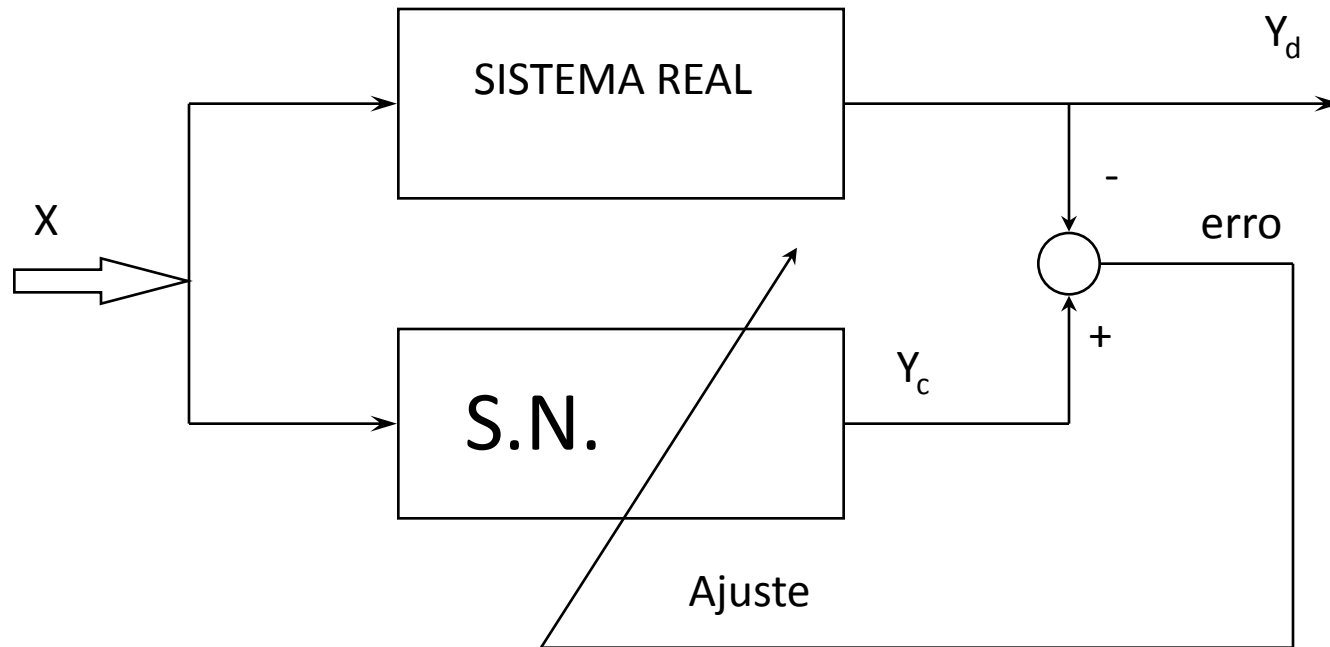 Y_d
SISTEMA REAL
-
X
erro
+
Y_c
S.N.
Ajuste